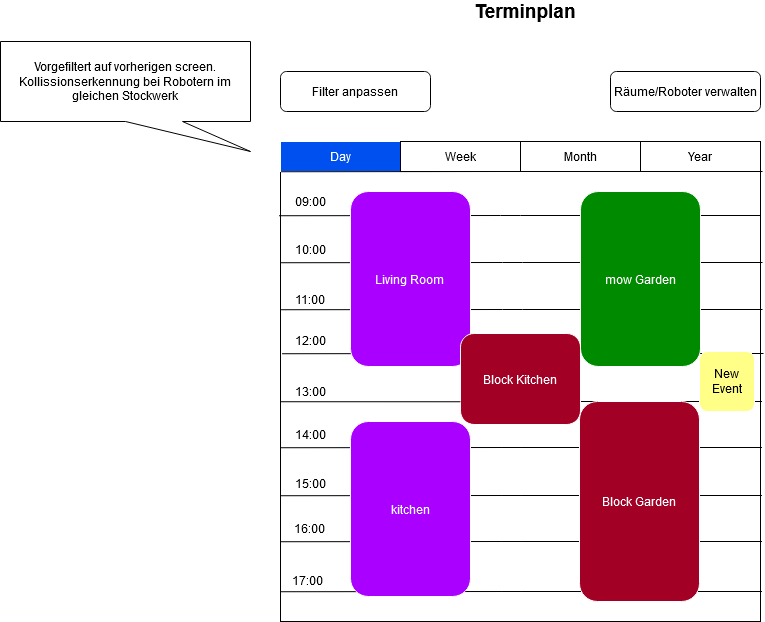 Terminplan
Vorgefiltert auf vorherigen screen.
Kollissionserkennung bei Robotern im
gleichen Stockwerk
Filter anpassen
Räume/Roboter verwalten
Day
Week
Month
Year
09:00
10:00
11:00
12:00
13:00
14:00
15:00
16:00
17:00
Living Room
mow Garden
Block Kitchen
New
Event
kitchen
Block Garden